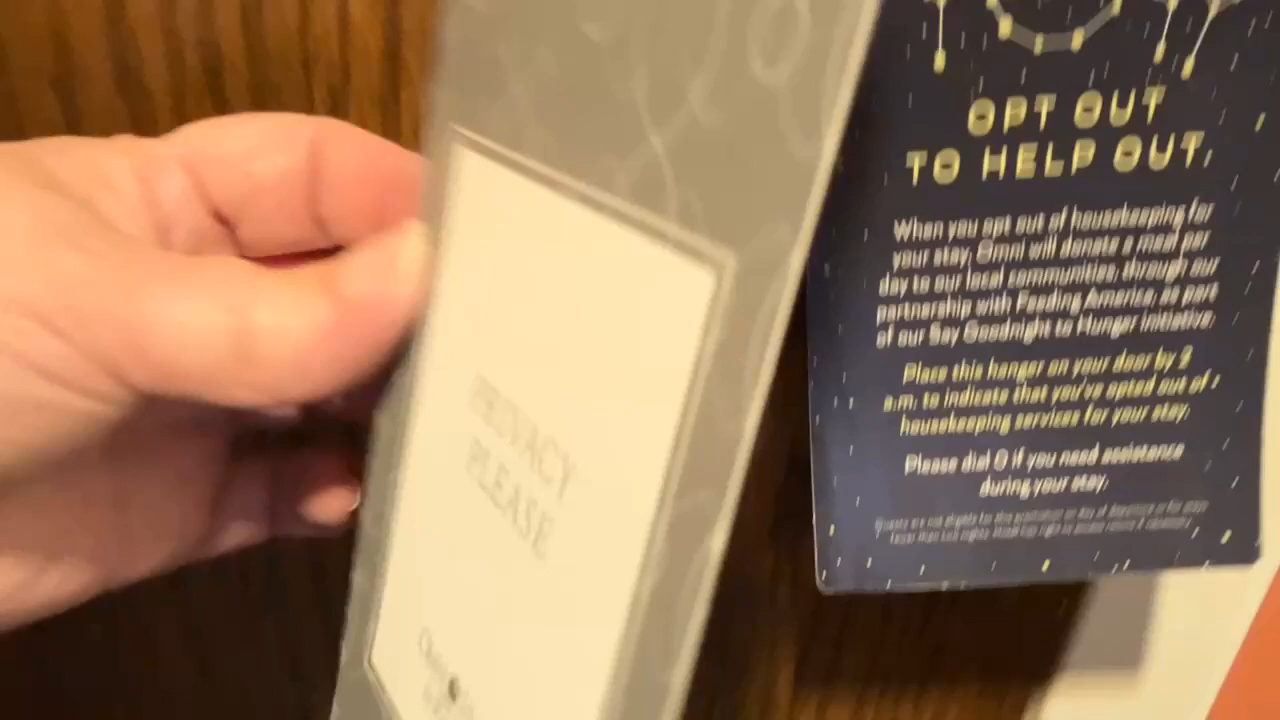 PRIVACY
PLEASE
OPT OUT
TO HELP OUT.
When you opt out of housekeeping for
your stay, Omni will donate a meal per
day to our local communities, through our
partnership with Feeding America, as part
of our Say Goodnight to Hunger Initiative.
Place this hanger on your door by 9
a.m. to indicate that you've opted out of
housekeeping services for your stay.
Please dial 0 if you need assistance
during your stay.